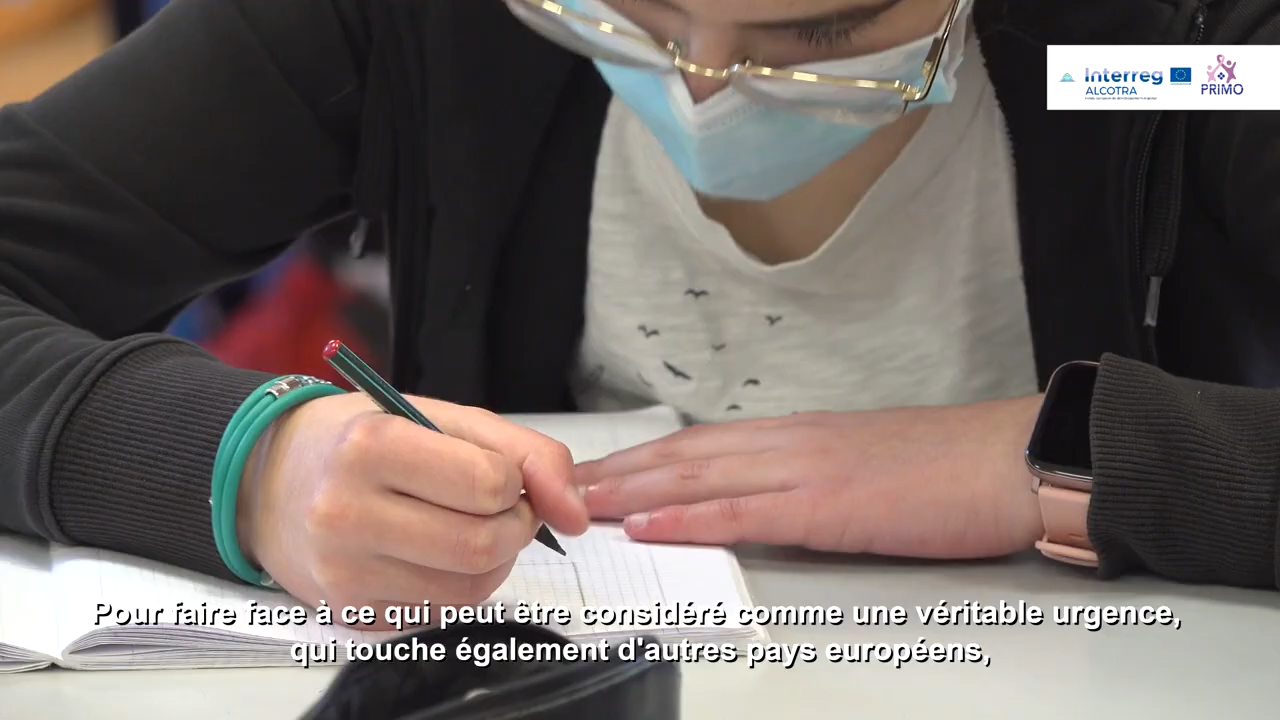 Interreg
ALCOTRA
PRIMO
Pour faire face à ce qui peut être considéré comme une véritable urgence,
qui touche également d'autres pays européens,